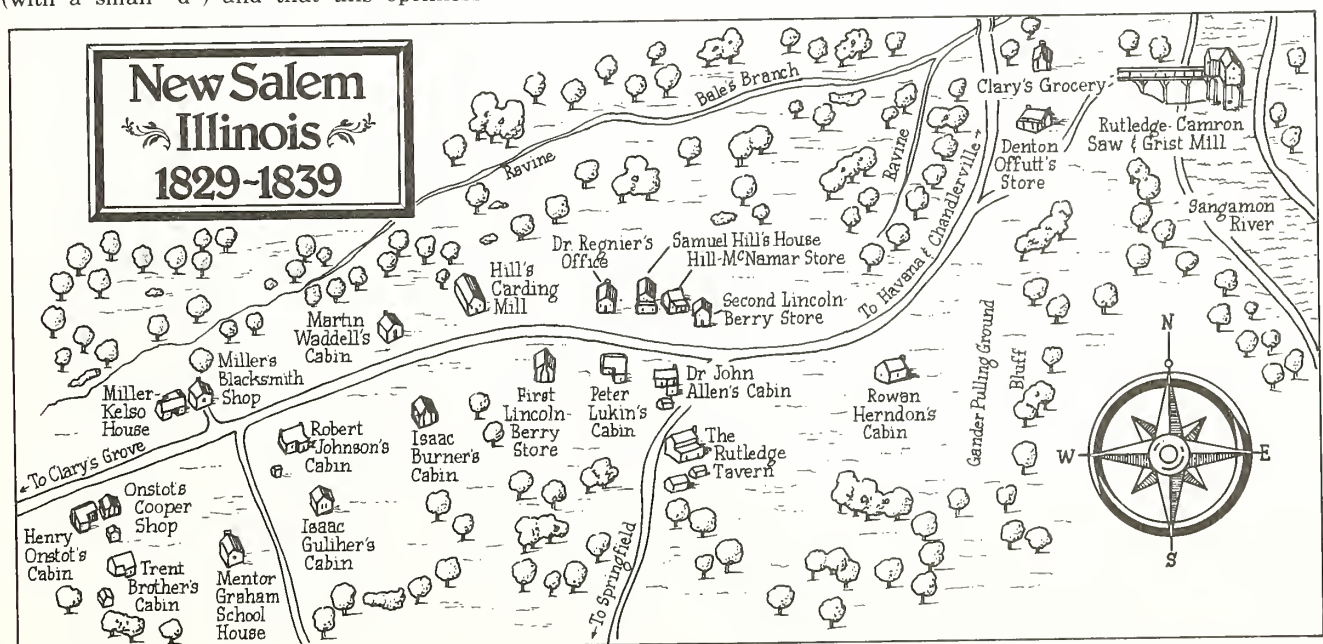 (with a small "d") and that this
New Salem
Illinois
1829-1839
Bale's Branch
Ravine
Ravine
Clary's Grocery
Denton
Offutt's
Store
Rutledge-Camron
Saw & Grist Mill
Sangamon
River
To Havana & Chandlerville→
Dr. Regnier's
Office
Samuel Hill's House
Hill-McNamar Store
Second Lincoln-
Berry Store
Hill's
Carding
Mill
Martin
Waddell's
Cabin
Miller's
Blacksmith
Shop
Miller-
Kelso
House
←To Clary's Grove
Robert
Johnson's
Cabin
Isaac
Burner's
Cabin
First
Lincoln-
Berry
Store
Peter
Lukin's
Cabin
Dr John
Allen's Cabin
The
Rutledge
Tavern
Rowan
Herndon's
Cabin
Gander Pulling Ground
Bluff
N
W
E
S
Onstot's
Cooper
Shop
Henry
Onstot's
Cabin
Trent
Brother's
Cabin
Mentor
Graham
School
House
Isaac
Guliher's
Cabin
←To Springfield